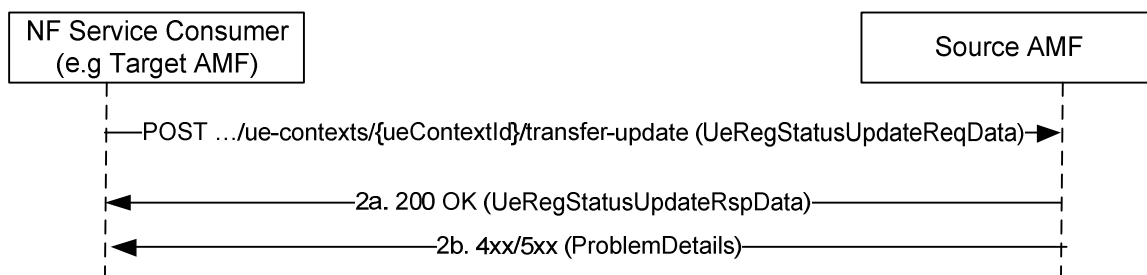 NF Service Consumer
(e.g Target AMF)
Source AMF
POST …/ue-contexts/{ueContextId}/transfer-update (UeRegStatusUpdateReqData)
2a. 200 OK (UeRegStatusUpdateRspData)
2b. 4xx/5xx (ProblemDetails)